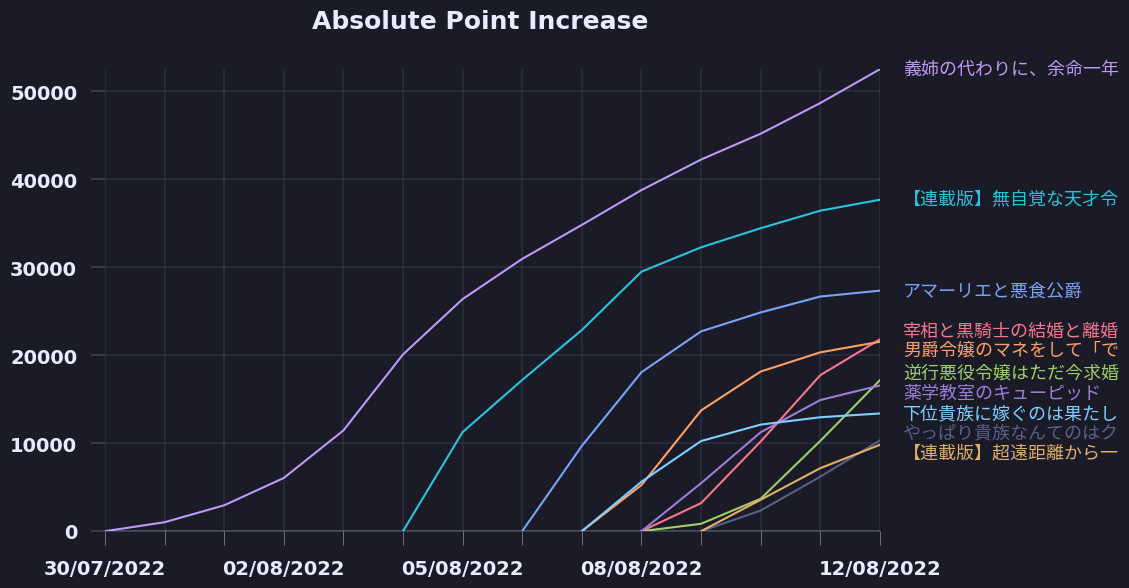 Absolute Point Increase
50000
40000
30000
20000
10000
0
30/07/2022
02/08/2022
05/08/2022
08/08/2022
12/08/2022
義姉の代わりに、余命一年
【連載版】無自覚な天才令
アマーリエと悪食公爵
宰相と黒騎士の結婚と離婚
男爵令嬢のマネをして「で
逆行悪役令嬢はただ今求婚
薬学教室のキューピッド
下位貴族に嫁ぐのは果たし
やっぱり貴族なんてのはク
【連載版】超遠距離から一